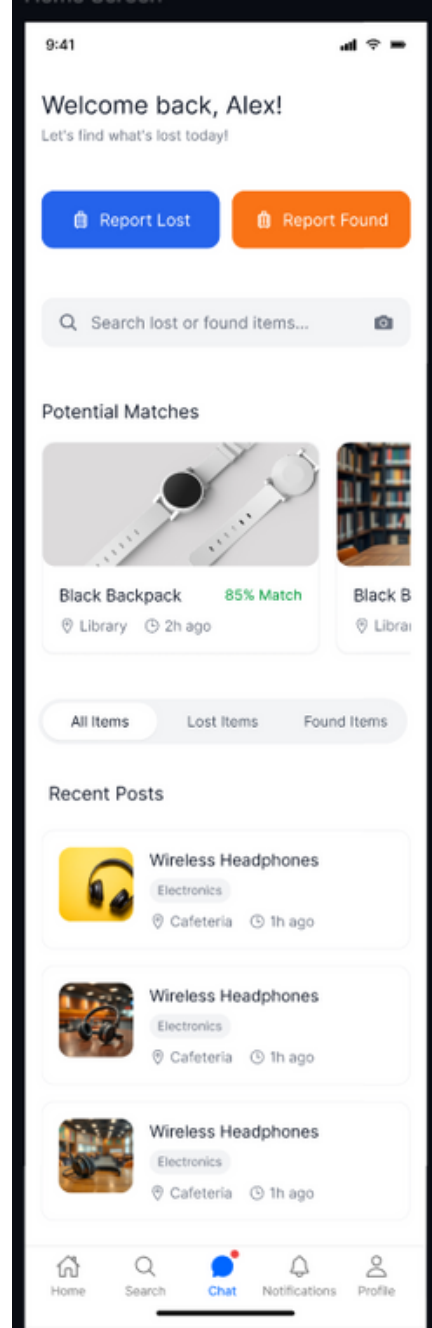 Home Screen
9:41
Welcome back, Alex!
Let's find what's lost today!
Report Lost
Report Found
Search lost or found items...
Potential Matches
Black Backpack 85% Match
Library 2h ago
Black B
Librar
All Items Lost Items Found Items
Recent Posts
Wireless Headphones
Electronics
Cafeteria 1h ago
Wireless Headphones
Electronics
Cafeteria 1h ago
Wireless Headphones
Electronics
Cafeteria 1h ago
Home Search Chat Notifications Profile